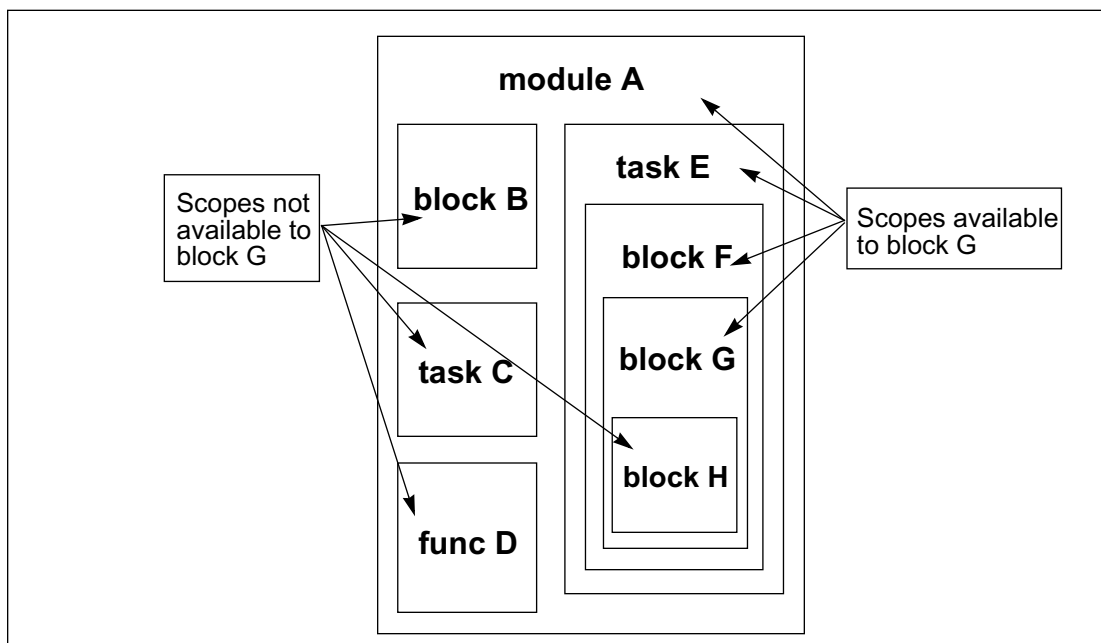 module A
task E
block B
Scopes not
available to
block G
Scopes available
to block G
block F
block G
task C
block H
func D